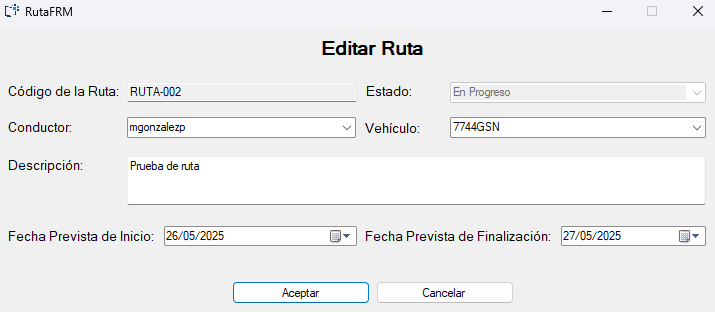 RutaFRM
Editar Ruta
Código de la Ruta: RUTA-002 Estado: En Progreso
Conductor: mgonzalezp Vehículo: 7744GSN
Descripción: Prueba de ruta
Fecha Prevista de Inicio: 26/05/2025 Fecha Prevista de Finalización: 27/05/2025
Aceptar Cancelar